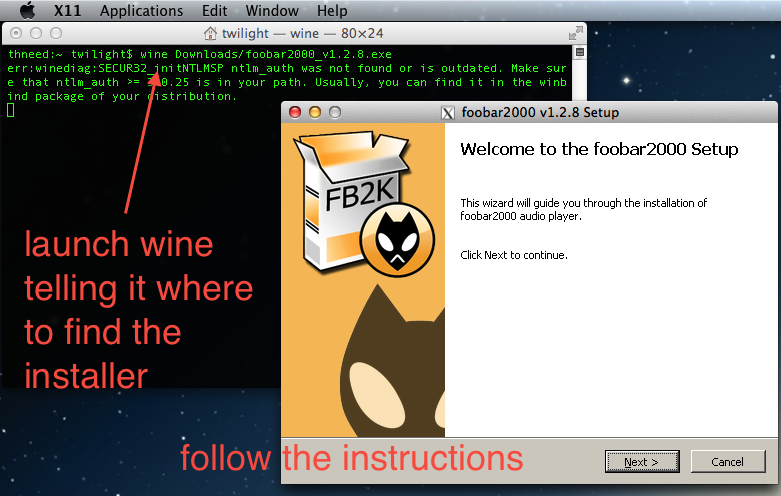 X11 Applications Edit Window Help
twilight — wine — 80×24
thneed:~ twilight$ wine Downloads/foobar2000_v1.2.8.exe
err:winediag:SECUR32_initNTLMSP ntlm_auth was not found or is outdated. Make sur
e that ntlm_auth >= 3.0.25 is in your path. Usually, you can find it in the winb
ind package of your distribution.
foobar2000 v1.2.8 Setup
FB2K
Welcome to the foobar2000 Setup
This wizard will guide you through the installation of
foobar2000 audio player.
Click Next to continue.
launch wine
telling it where
to find the
installer
follow the instructions
Next >
Cancel